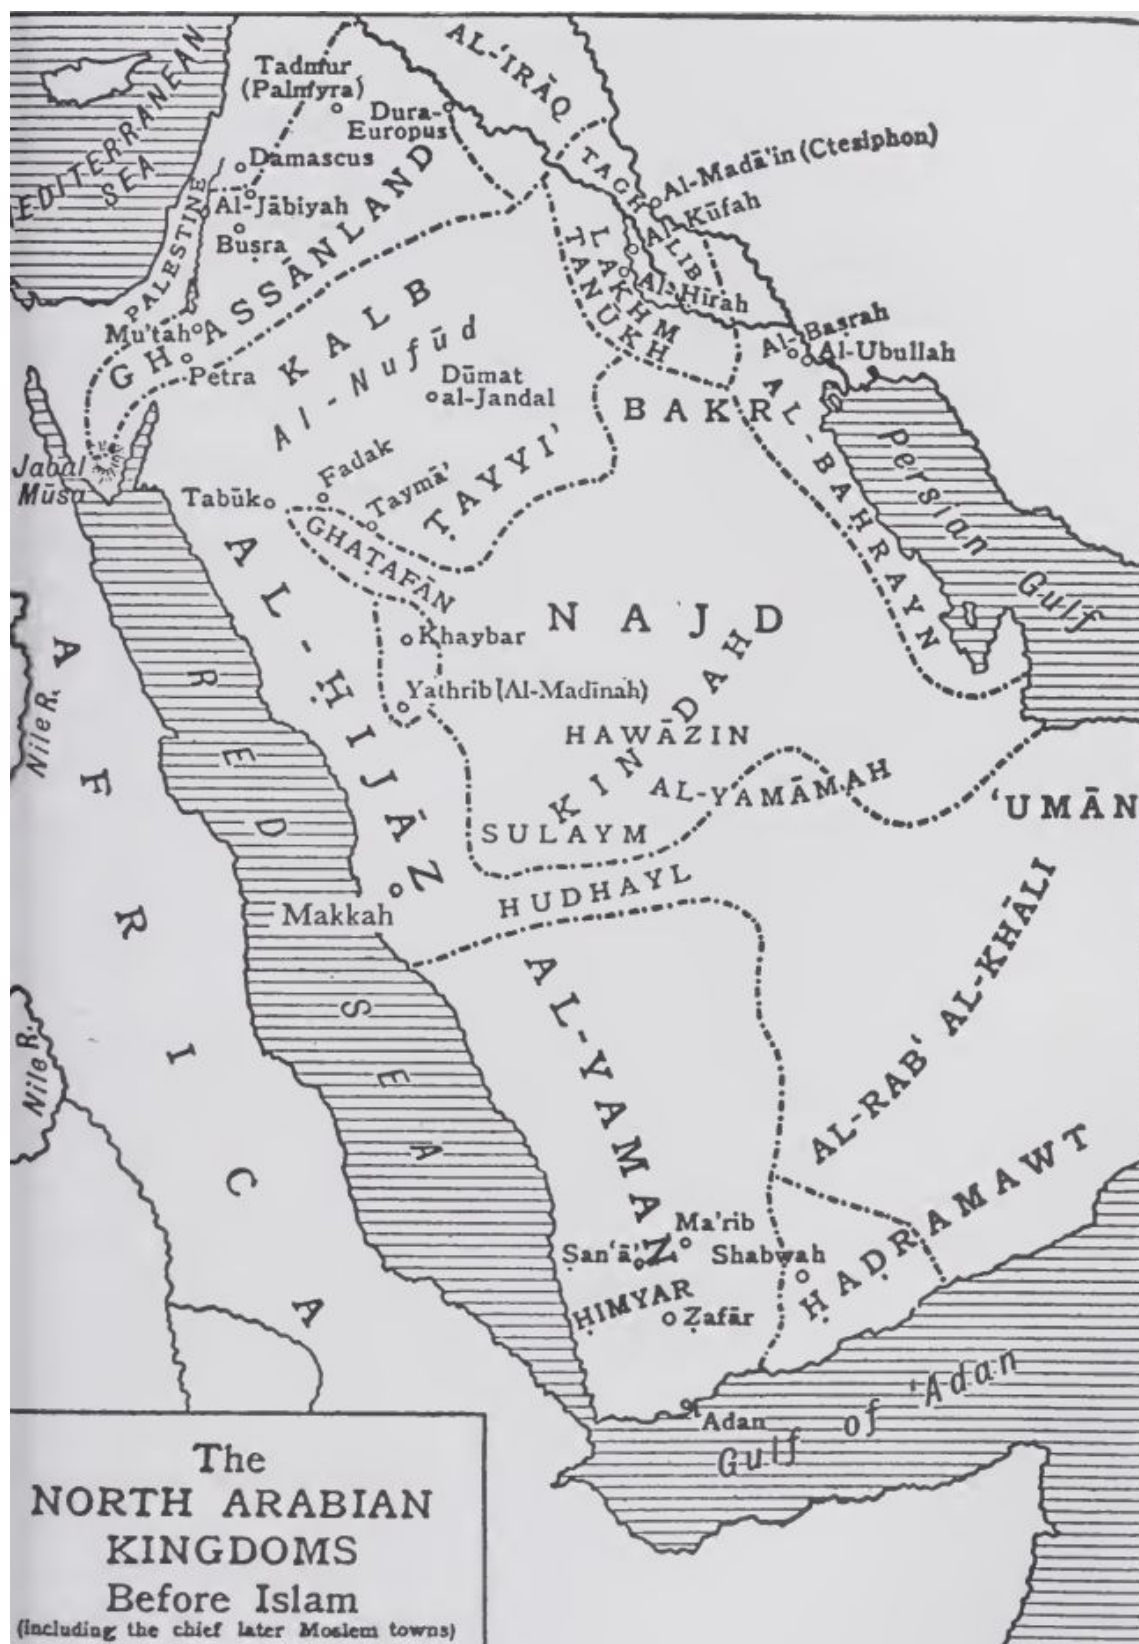 MEDITERRANEAN
SEA
AL-‘IRĀQ
Tadmur
(Palmyra)
Dura-
Europus
Damascus
Al-Jābiyah
Buṣra
PALESTINE
GHASSĀNLAND
TAGHLIB
Al-Madā'in (Ctesiphon)
Al-Kūfah
LAKHM
TANŪKH
Al-Ḥīrah
Mu'tah
Petra
KALB
Al-Nufūd
Dūmat
al-Jandal
Al-Baṣrah
Al-Ubullah
BAKR
AL-BAḤRAYN
Persian Gulf
Jabal
Mūsa
Tabūk
Fadak
Taymā'
ṬAYYI'
GHAṬAFĀN
AL-ḤIJĀZ
NAJD
Khaybar
Yathrib (Al-Madīnah)
HAWĀZIN
KINDAH
AL-YAMĀMAH
SULAYM
‘UMĀN
RED SEA
AFRICA
Nile R.
Makkah
HUDHAYL
AL-YAMAN
AL-RAB‘ AL-KHĀLI
Nile R.
ḤAḌRAMAWT
Ma'rib
Ṣan‘ā'
Shabwah
ḤIMYAR
Ẓafār
‘Adan
Gulf of ‘Adan
The
NORTH ARABIAN
KINGDOMS
Before Islam
(including the chief later Moslem towns)